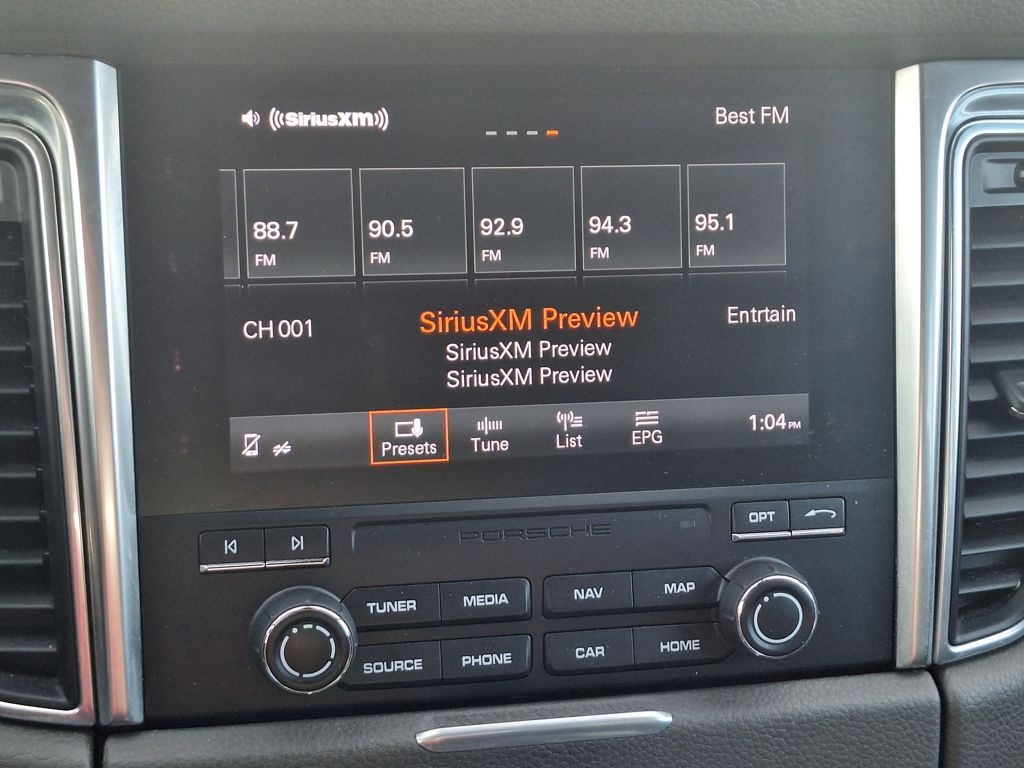 SiriusXM
Best FM
88.7 90.5 92.9 94.3 95.1
FM FM FM FM FM
CH 001 SiriusXM Preview Entrtain
SiriusXM Preview
SiriusXM Preview
Presets Tune List EPG 1:04 PM
PORSCHE
OPT
TUNER MEDIA NAV MAP
SOURCE PHONE CAR HOME